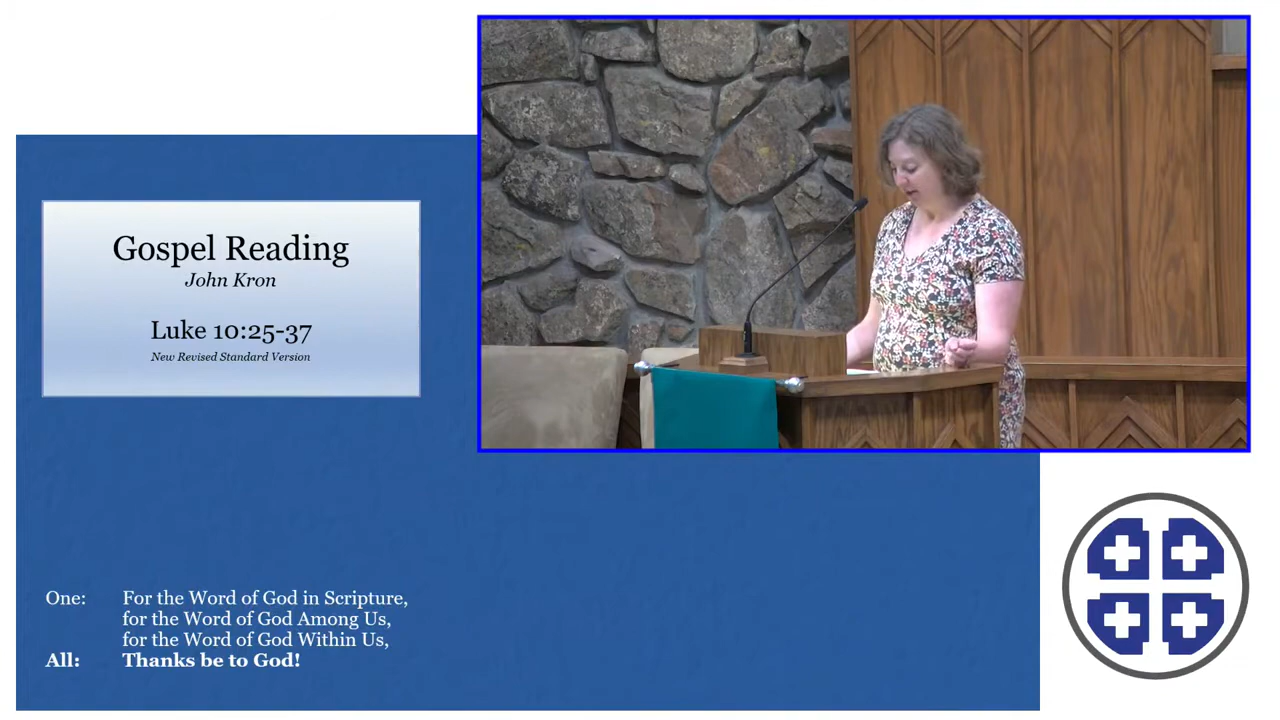 Gospel Reading
John Kron
Luke 10:25-37
New Revised Standard Version
One: For the Word of God in Scripture,
for the Word of God Among Us,
for the Word of God Within Us,
All: Thanks be to God!